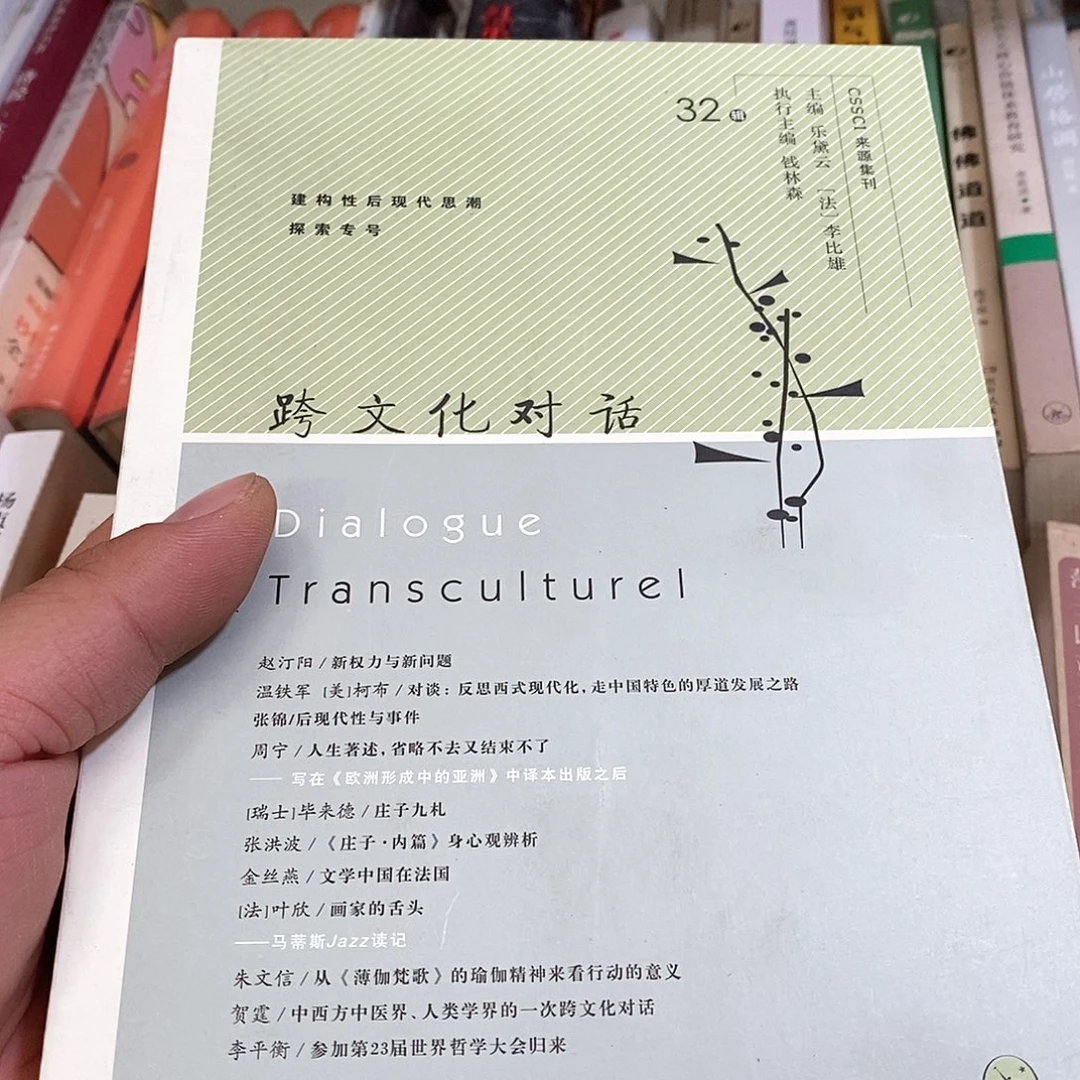 32辑
CSSCI 来源集刊
主编 乐黛云 [法]李比雄
执行主编 钱林森
建构性后现代思潮
探索专号
跨文化对话
Dialogue
Transculturel
赵汀阳/新权力与新问题
温铁军 [美]柯布/对谈：反思西式现代化,走中国特色的厚道发展之路
张锦/后现代性与事件
周宁/人生著述,省略不去又结束不了
——写在《欧洲形成中的亚洲》中译本出版之后
[瑞士]毕来德/庄子九札
张洪波/《庄子·内篇》身心观辨析
金丝燕/文学中国在法国
[法]叶欣/画家的舌头
——马蒂斯Jazz读记
朱文信/从《薄伽梵歌》的瑜伽精神来看行动的意义
贺霆/中西方中医界、人类学界的一次跨文化对话
李平衡/参加第23届世界哲学大会归来
佛佛道道